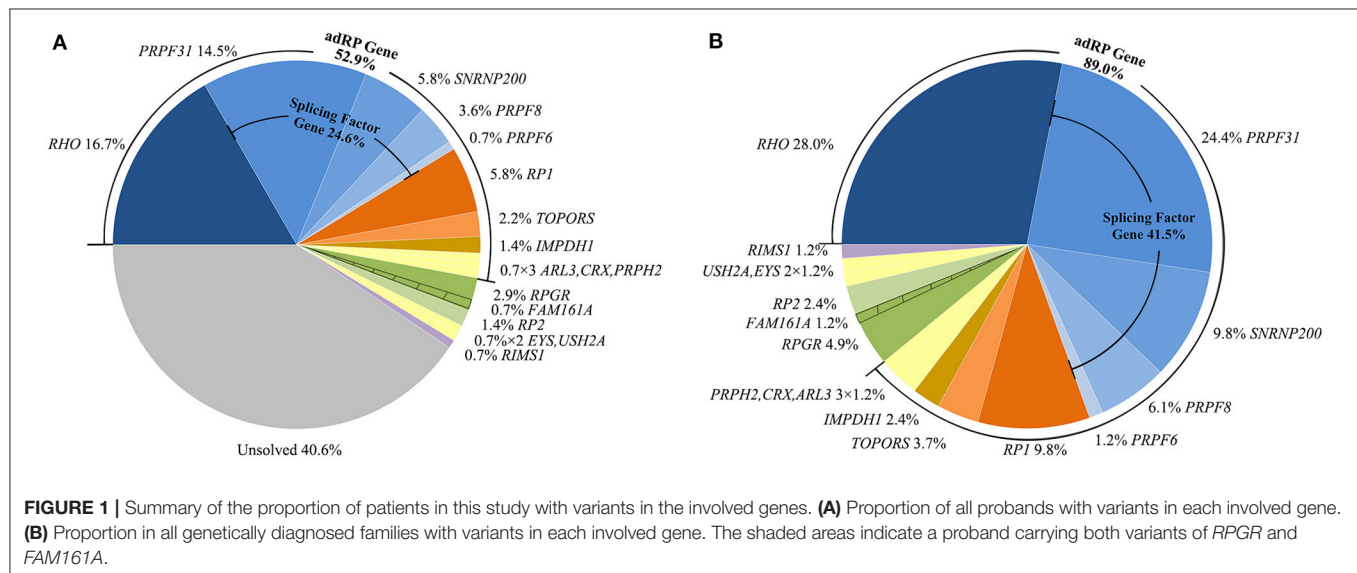 A
adRP Gene
52.9%
PRPF31 14.5%
5.8% SNRNP200
3.6% PRPF8
0.7% PRPF6
Splicing Factor
Gene 24.6%
RHO 16.7%
5.8% RP1
2.2% TOPORS
1.4% IMPDH1
0.7×3 ARL3,CRX,PRPH2
2.9% RPGR
0.7% FAM161A
1.4% RP2
0.7%×2 EYS,USH2A
0.7% RIMS1
Unsolved 40.6%
B
adRP Gene
89.0%
RHO 28.0%
24.4% PRPF31
Splicing Factor
Gene 41.5%
RIMS1 1.2%
USH2A,EYS 2×1.2%
RP2 2.4%
FAM161A 1.2%
RPGR 4.9%
9.8% SNRNP200
PRPH2,CRX,ARL3 3×1.2%
6.1% PRPF8
IMPDH1 2.4%
1.2% PRPF6
TOPORS 3.7%
RP1 9.8%
FIGURE 1 | Summary of the proportion of patients in this study with variants in the involved genes. (A) Proportion of all probands with variants in each involved gene.
(B) Proportion in all genetically diagnosed families with variants in each involved gene. The shaded areas indicate a proband carrying both variants of RPGR and
FAM161A.